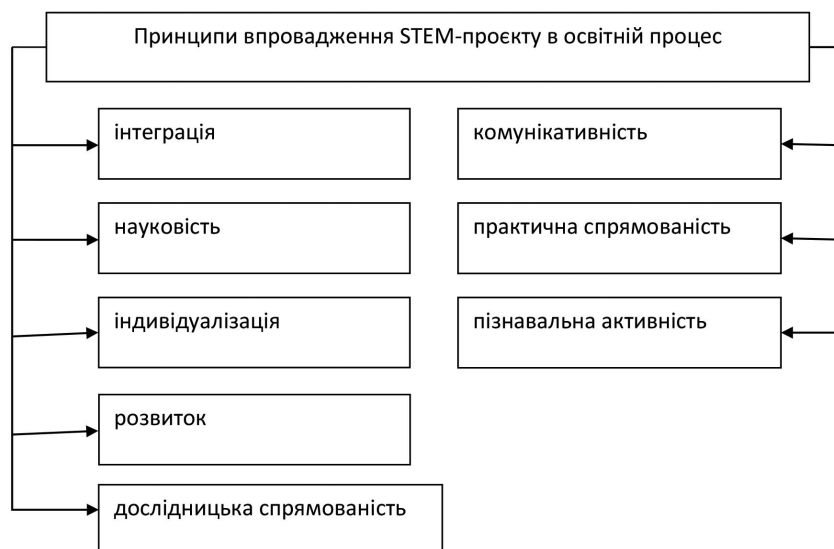 Принципи впровадження STEM-проєкту в освітній процес
інтеграція
науковість
індивідуалізація
розвиток
дослідницька спрямованість
комунікативність
практична спрямованість
пізнавальна активність